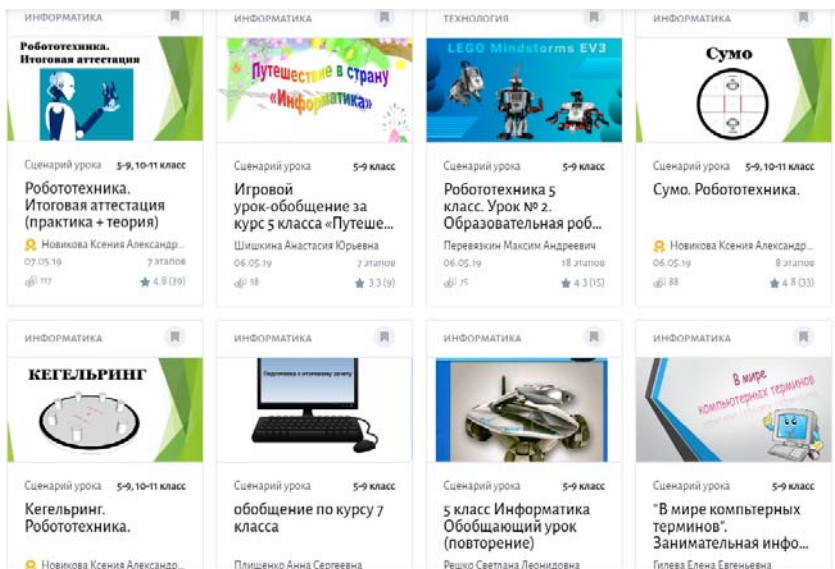 ИНФОРМАТИКА
Робототехника.
Итоговая аттестация
Сценарий урока 5-9, 10-11 класс
Робототехника.
Итоговая аттестация
(практика + теория)
Новикова Ксения Александр...
07.05.19 7 этапов
117 4.8 (39)
ИНФОРМАТИКА
Путешествие в страну
«Информатика»
Сценарий урока 5-9 класс
Игровой
урок-обобщение за
курс 5 класса «Путеше...
Шишкина Анастасия Юрьевна
06.05.19 7 этапов
18 3.3 (9)
ТЕХНОЛОГИЯ
LEGO Mindstorms EV3
Сценарий урока 5-9 класс
Робототехника 5
класс. Урок № 2.
Образовательная роб...
Перевязкин Максим Андреевич
06.05.19 18 этапов
75 4.3 (15)
ИНФОРМАТИКА
Сумо
Сценарий урока 5-9, 10-11 класс
Сумо. Робототехника.
Новикова Ксения Александр...
06.05.19 8 этапов
88 4.8 (33)
ИНФОРМАТИКА
КЕГЕЛЬРИНГ
Сценарий урока 5-9, 10-11 класс
Кегельринг.
Робототехника.
Новикова Ксения Александр...
ИНФОРМАТИКА
Подготовка к итоговому зачету
Сценарий урока 5-9 класс
обобщение по курсу 7
класса
Плишенко Анна Сергеевна
ИНФОРМАТИКА
Сценарий урока 5-9 класс
5 класс Информатика
Обобщающий урок
(повторение)
Решко Светлана Леонидовна
ИНФОРМАТИКА
В мире
компьютерных терминов
Сценарий урока 5-9 класс
"В мире компьтерных
терминов".
Занимательная инфо...
Гилева Елена Евгеньевна